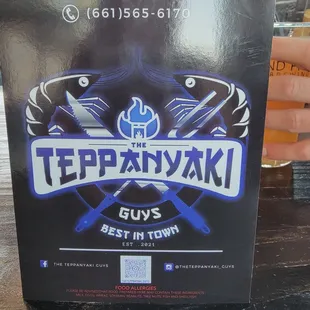 (661)565-6170
THE
TEPPANYAKI
GUYS
BEST IN TOWN
EST 2021
THE TEPPANYAKI GUYS
@THETEPPANYAKI_GUYS
FOOD ALLERGIES